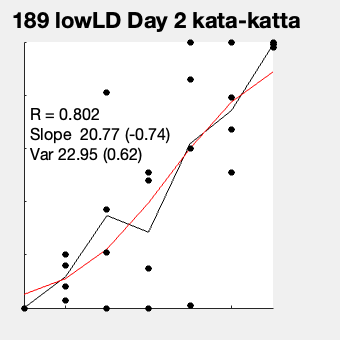 189 lowLD Day 2 kata-katta
R = 0.802
Slope  20.77 (-0.74)
Var 22.95 (0.62)